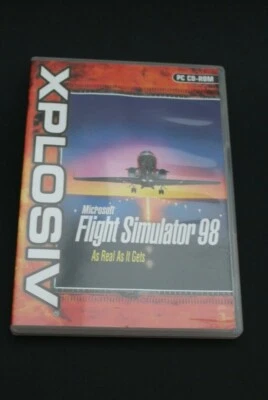 PC CD-ROM
XPLOSIV
Microsoft
Flight Simulator 98
As Real As It Gets